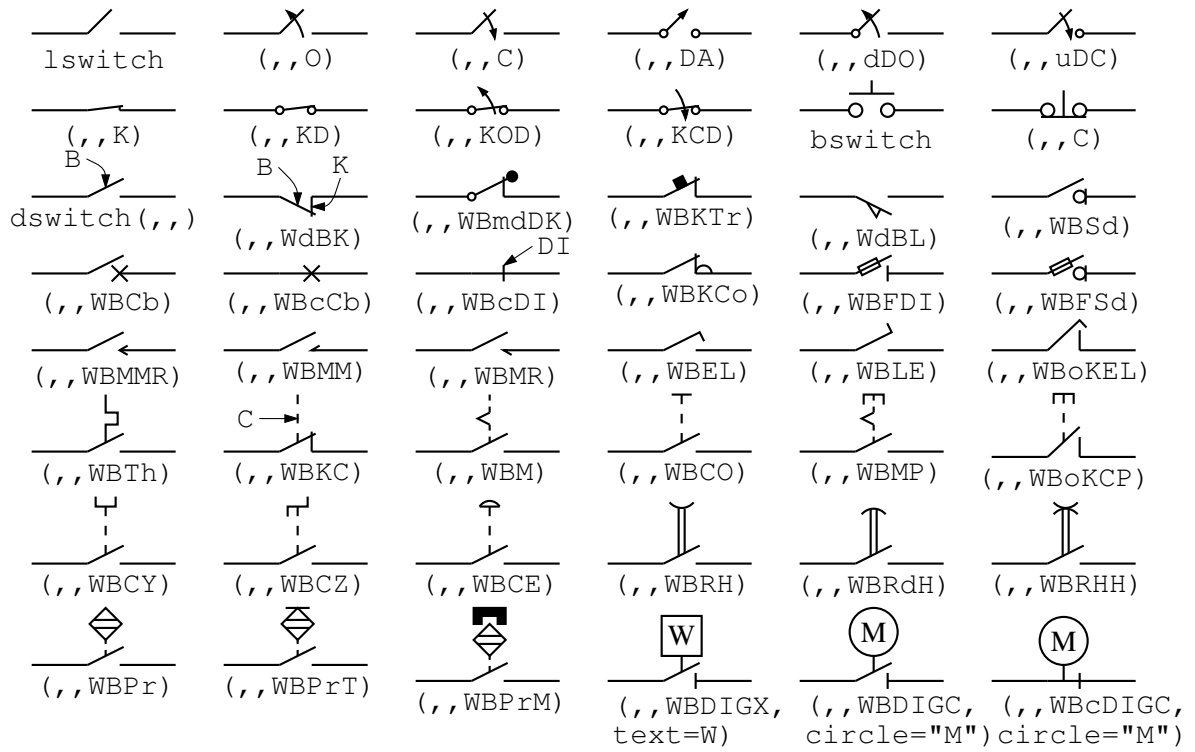 lswitch (,,O) (,,C) (,,DA) (,,dDO) (,,uDC)
(,,K) (,,KD) (,,KOD) (,,KCD) bswitch (,,C)
B
dswitch(,,)
B K
(,,WdBK) (,,WBmdDK) (,,WBKTr) (,,WdBL) (,,WBSd)
DI
(,,WBCb) (,,WBcCb) (,,WBcDI) (,,WBKCo) (,,WBFDI) (,,WBFSd)
(,,WBMMR) (,,WBMM) (,,WBMR) (,,WBEL) (,,WBLE) (,,WBoKEL)
C
(,,WBTh) (,,WBKC) (,,WBM) (,,WBCO) (,,WBMP) (,,WBoKCP)
(,,WBCY) (,,WBCZ) (,,WBCE) (,,WBRH) (,,WBRdH) (,,WBRHH)
W M M
(,,WBPr) (,,WBPrT) (,,WBPrM) (,,WBDIGX, (,,WBDIGC, (,,WBcDIGC,
text=W) circle="M") circle="M")